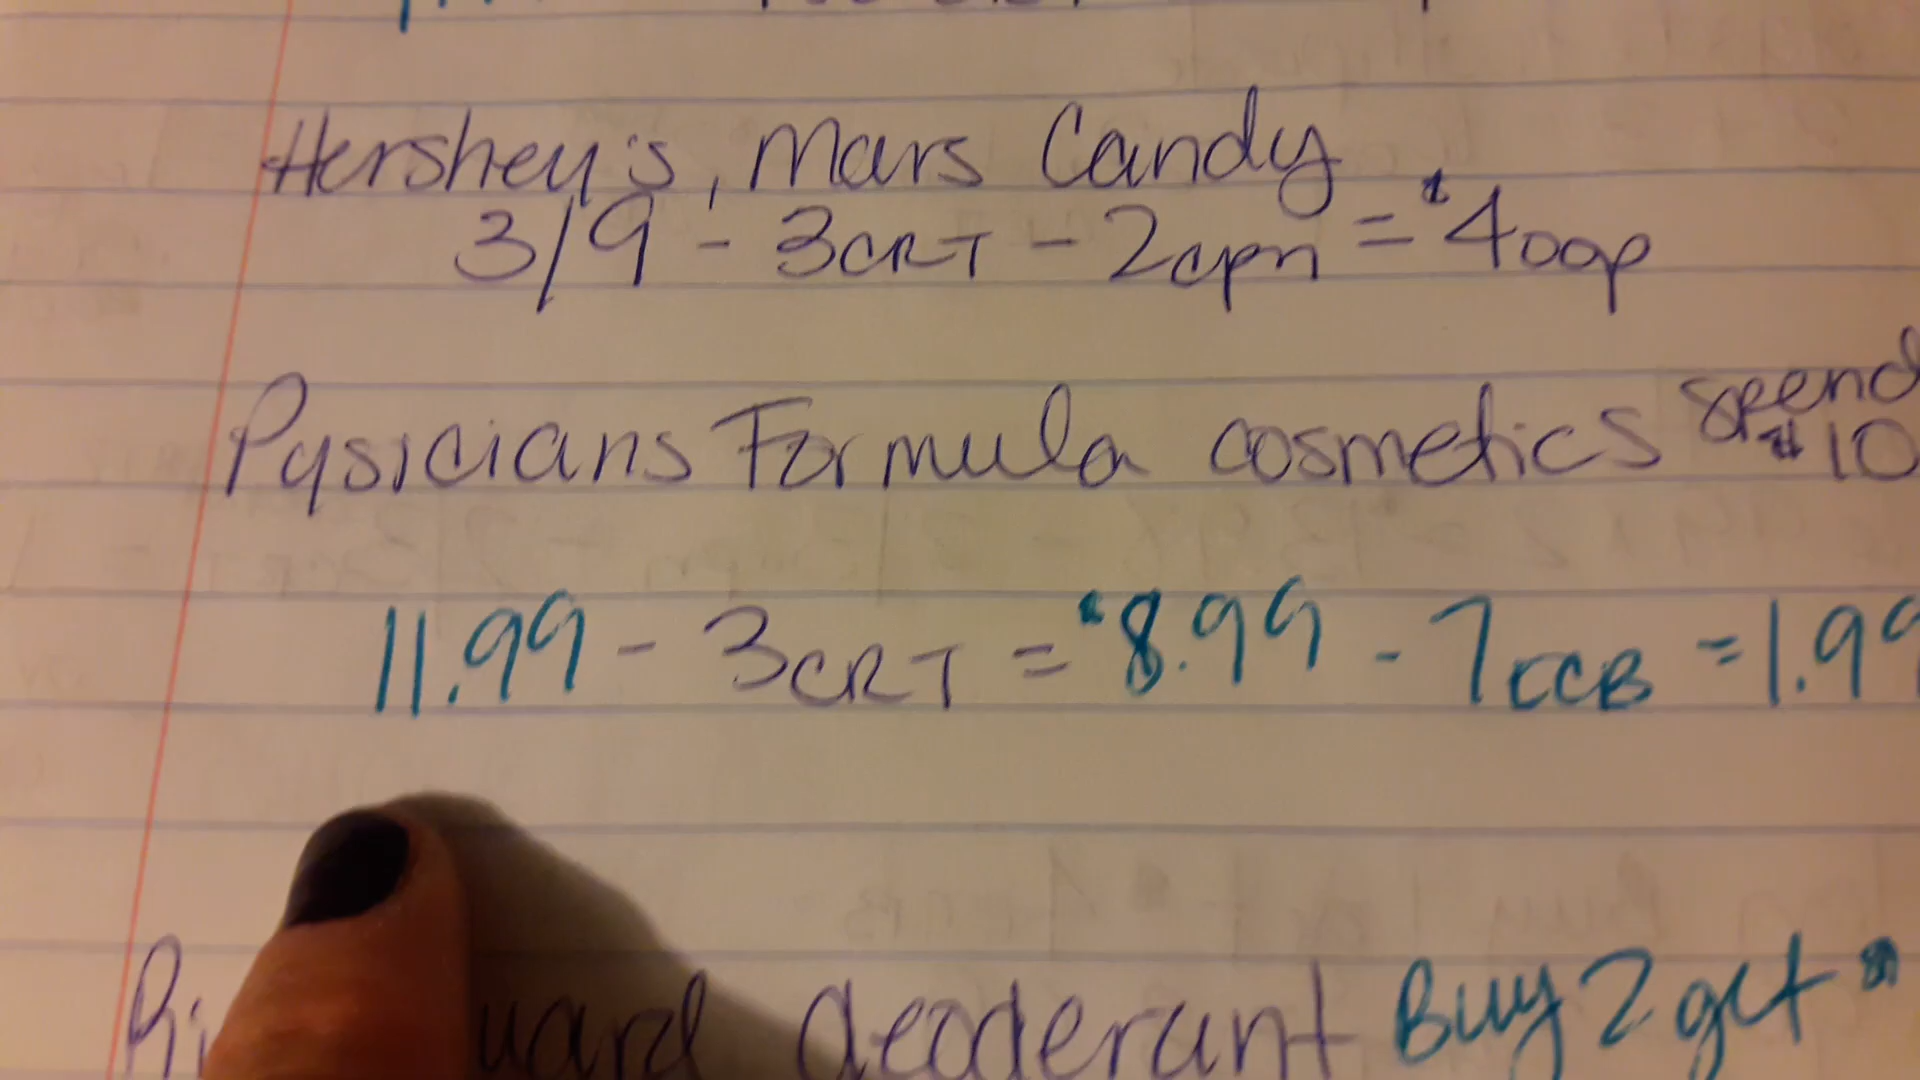 Hershey's, Mars Candy
3/9 - 3CRT - 2cpn = $4oop
Pysicians Formula cosmetics spend $10
11.99 - 3CRT = $8.99 - 7CCB = 1.99
deoderant Buy 2 get $